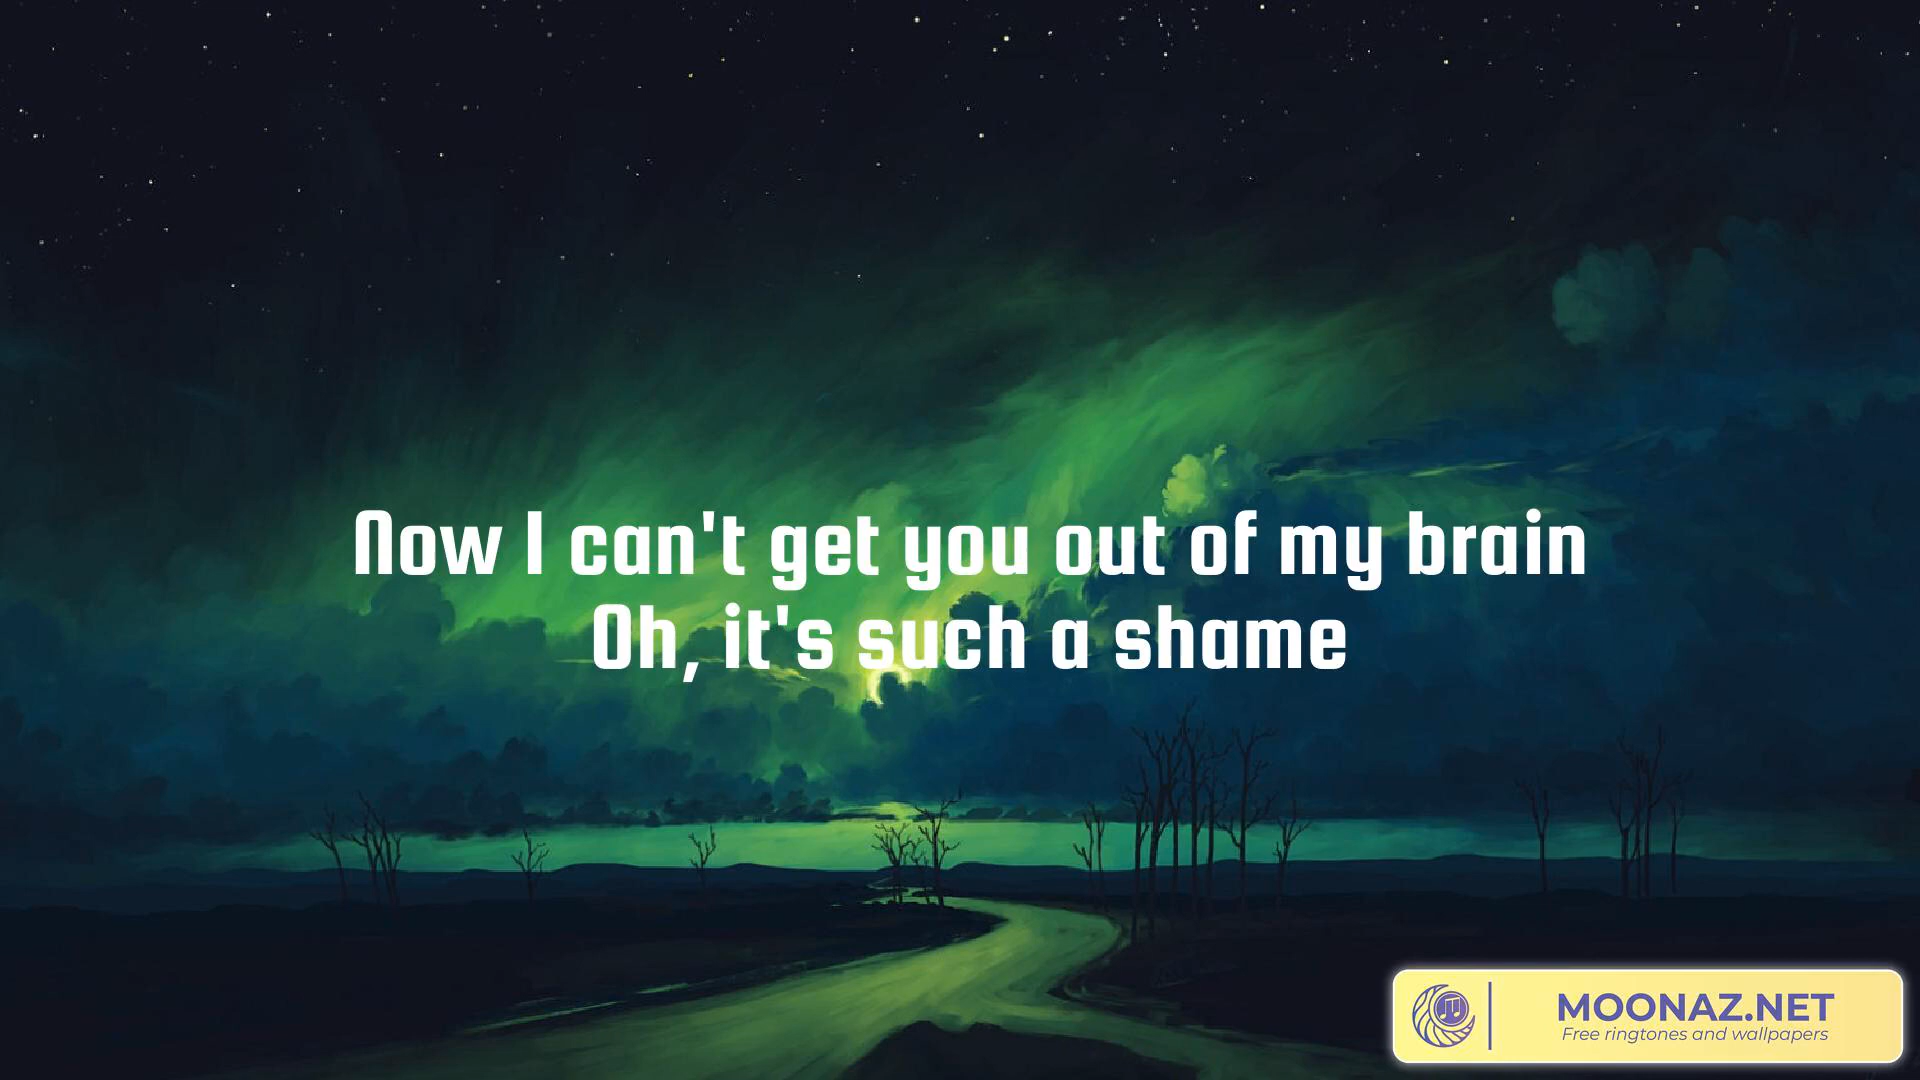 Now I can't get you out of my brain
Oh, it's such a shame
MOONAZ.NET
Free ringtones and wallpapers